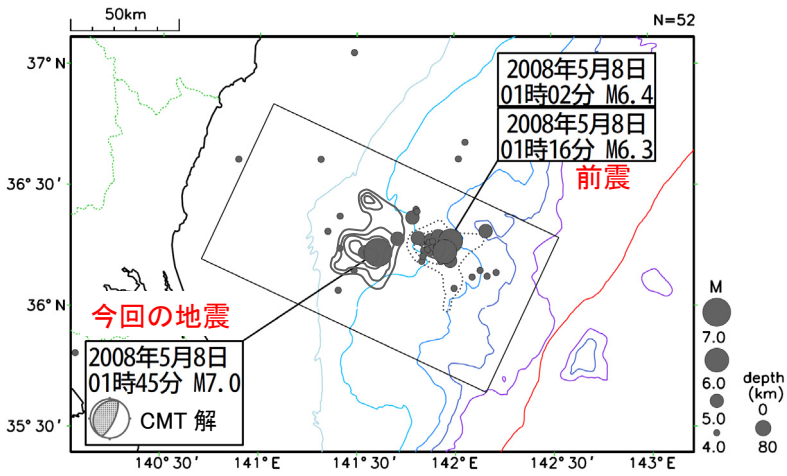 50km
N=52
37° N
36° 30′
36° N
35° 30′
2008年5月8日
01時02分 M6.4
2008年5月8日
01時16分 M6.3
前震
今回の地震
2008年5月8日
01時45分 M7.0
CMT 解
140° 30′
141° E
141° 30′
142° E
142° 30′
143° E
M
7.0
6.0
5.0
4.0
depth
(km)
0
80